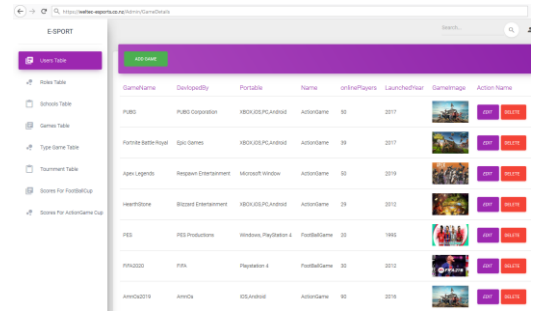 https://weltec-esports.co.nz/Admin/GameDetails
E-SPORT
Search...
Users Table
ADD GAME
Roles Table
Schools Table
Games Table
Type Game Table
Tournment Table
Scores For FootBallCup
Scores For ActionGame Cup
GameName DevlopedBy Portable Name onlinePlayers LaunchedYear GameImage Action Name
PUBG PUBG Corporation XBOX,IOS,PC,Android ActionGame 50 2017 EDIT DELETE
Fortnite Battle Royal Epic Games XBOX,IOS,PC,Android ActionGame 39 2017 EDIT DELETE
Apex Legends Respawn Entertainment Microsoft Window ActionGame 50 2019 EDIT DELETE
HearthStone Blizzard Entertainment XBOX,IOS,PC,Android ActionGame 29 2012 EDIT DELETE
PES PES Productions Windows, PlayStation 4 FootBallGame 20 1995 EDIT DELETE
FIFA2020 FIFA Playstation 4 FootBallGame 30 2012 EDIT DELETE
AmnOs2019 AmnOs IOS,Android ActionGame 90 2016 EDIT DELETE